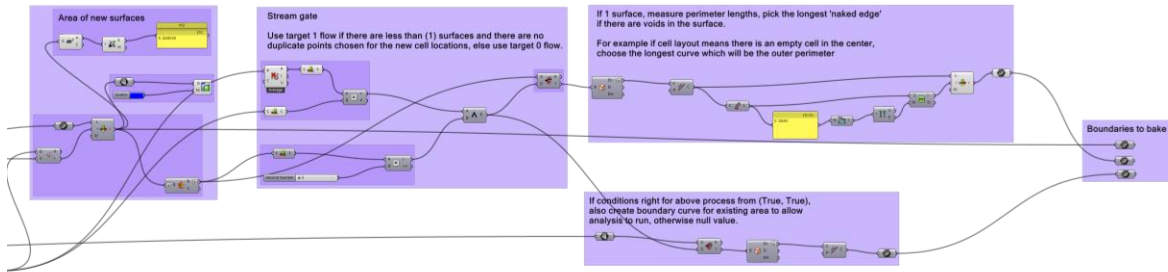 Area of new surfaces
Stream gate
Use target 1 flow if there are less than (1) surfaces and there are no
duplicate points chosen for the new cell locations, else use target 0 flow.
If 1 surface, measure perimeter lengths, pick the longest 'naked edge'
if there are voids in the surface.
For example if cell layout means there is an empty cell in the center,
choose the longest curve which will be the outer perimeter
Boundaries to bake
If conditions right for above process from (True, True),
also create boundary curve for existing area to allow
analysis to run, otherwise null value.